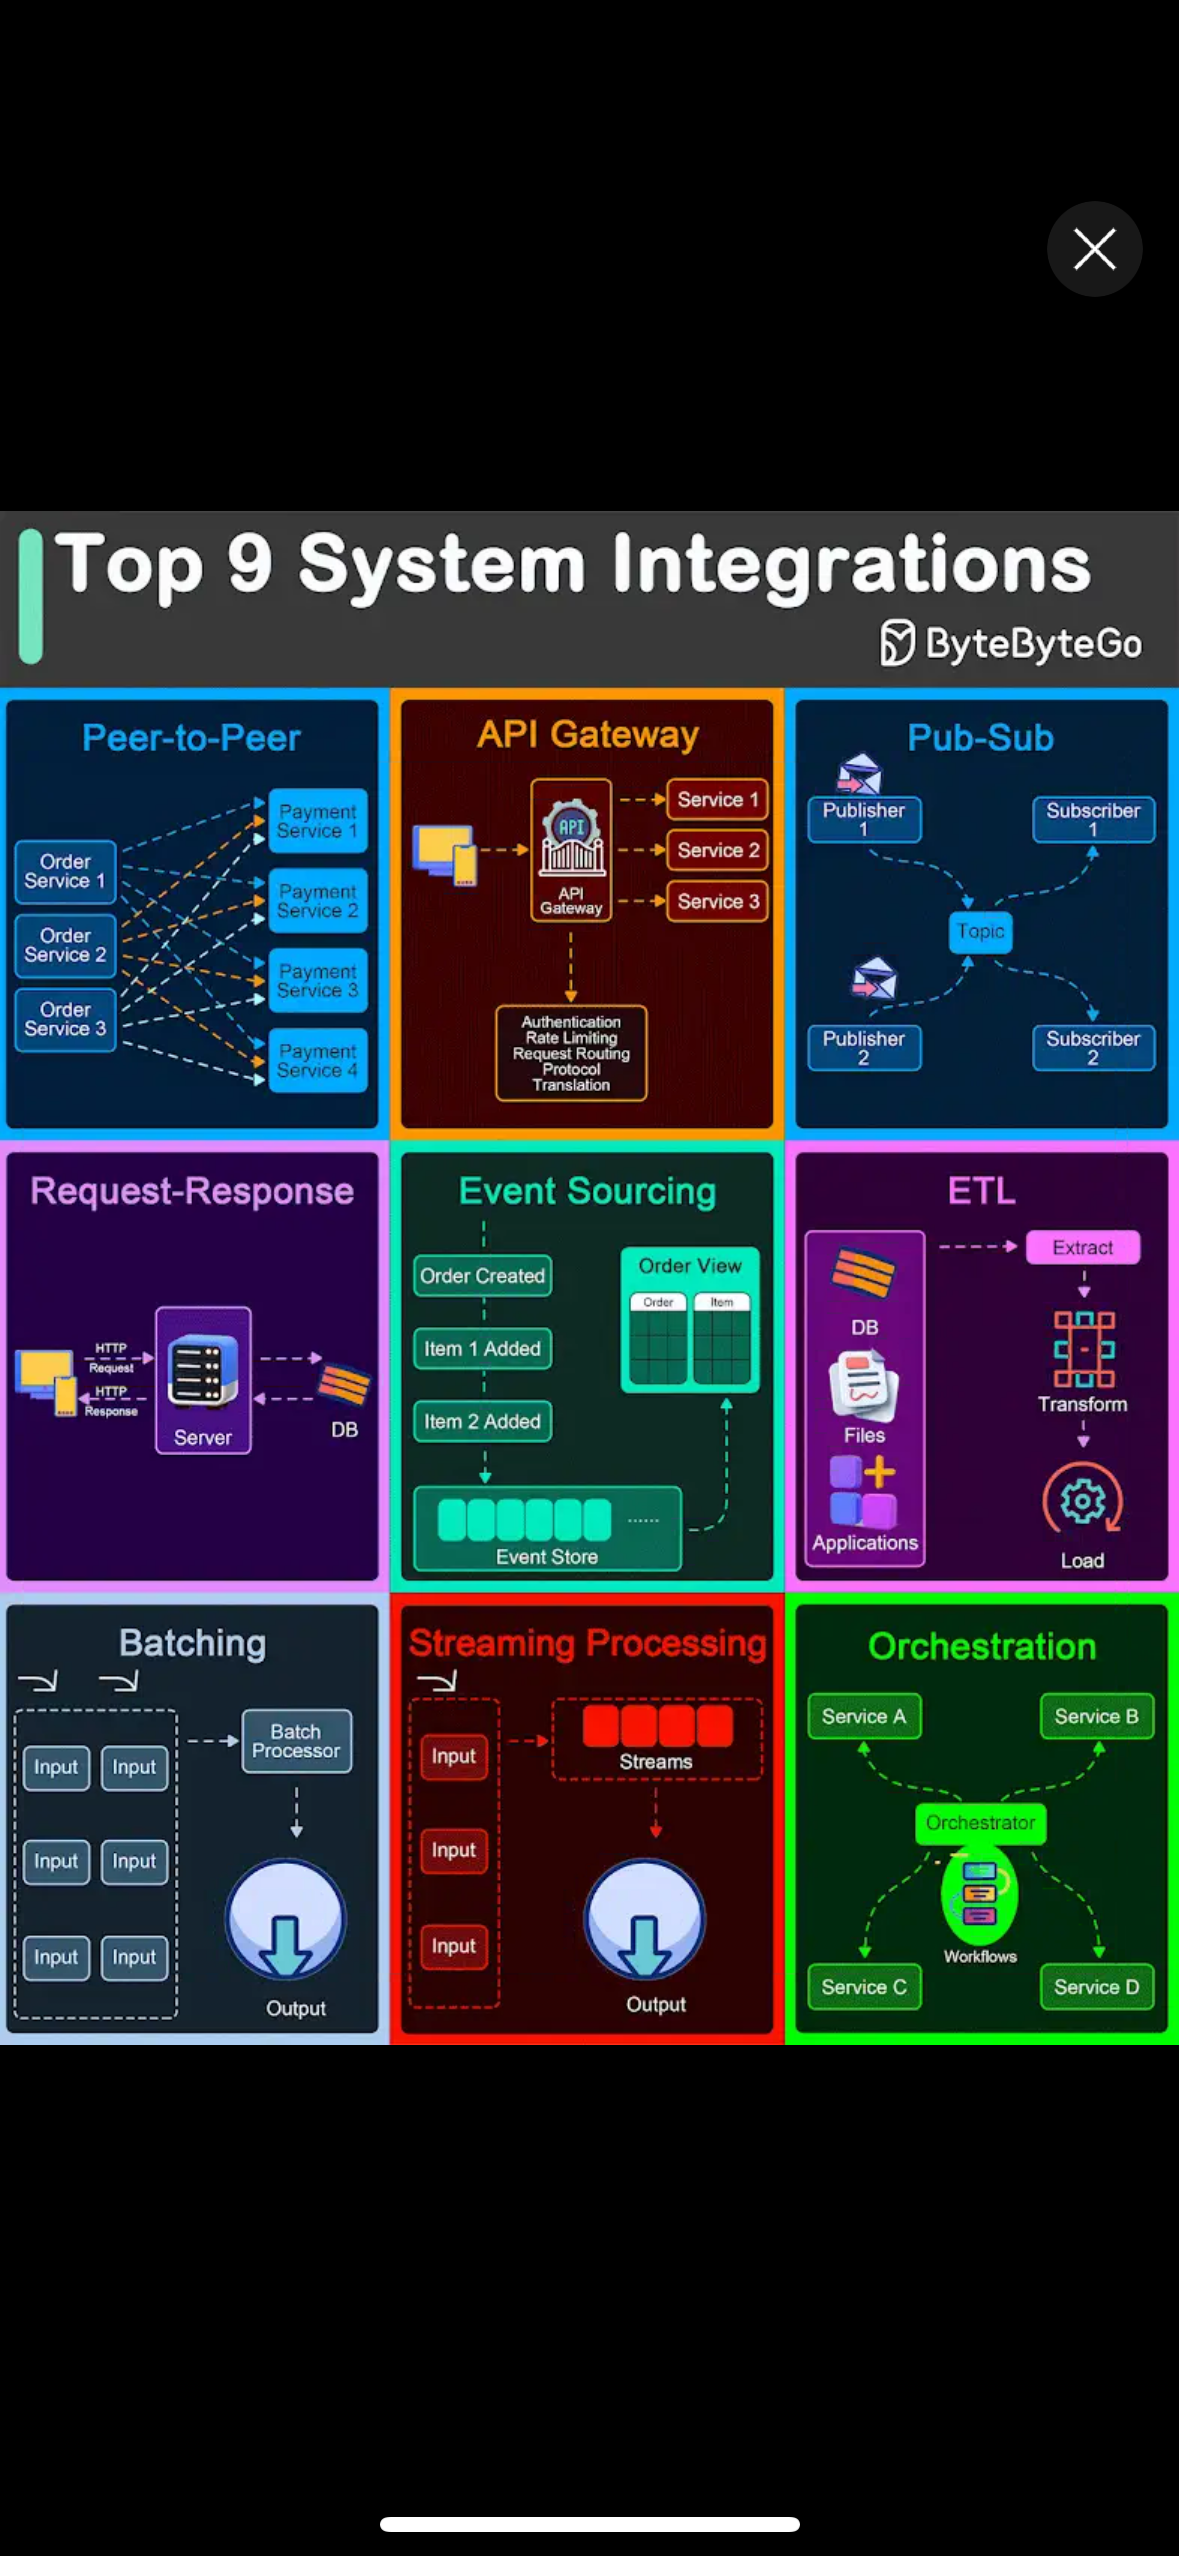 Top 9 System Integrations
ByteByteGo
Peer-to-Peer
Order
Service 1
Order
Service 2
Order
Service 3
Payment
Service 1
Payment
Service 2
Payment
Service 3
Payment
Service 4
API Gateway
API
API
Gateway
Service 1
Service 2
Service 3
Authentication
Rate Limiting
Request Routing
Protocol
Translation
Pub-Sub
Publisher
1
Subscriber
1
Topic
Publisher
2
Subscriber
2
Request-Response
HTTP
Request
HTTP
Response
Server
DB
Event Sourcing
Order Created
Item 1 Added
Item 2 Added
Event Store
Order View
Order
Item
ETL
DB
Files
Applications
Extract
Transform
Load
Batching
Input
Input
Input
Input
Input
Input
Batch
Processor
Output
Streaming Processing
Input
Input
Input
Streams
Output
Orchestration
Service A
Service B
Orchestrator
Workflows
Service C
Service D